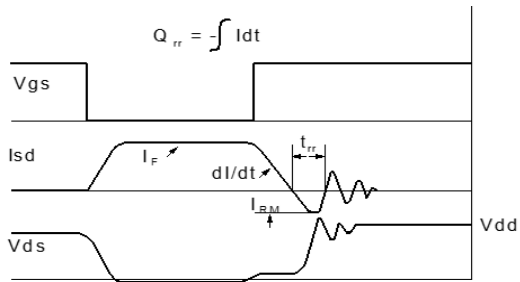 Q rr = -∫ Idt
Vgs
Isd
I F
dI/dt
t rr
I RM
Vds
Vdd